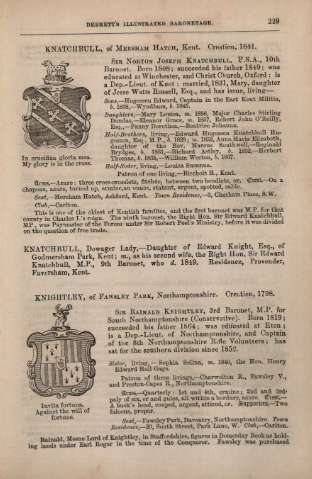 DEBRETT'S ILLUSTRATED BARONETAGE. 229
KNATCHBULL, of MERSHAM HATCH, Kent. Creation, 1641.
SIR NORTON JOSEPH KNATCHBULL, F.S.A., 10th
Baronet. Born 1808; succeeded his father 1849; was
educated at Winchester, and Christ Church, Oxford; is
a Dep.-Lieut. of Kent: married, 1831, Mary, daughter
of Jesse Watts Russell, Esq., and has issue, living—
Sons,—Hugessen Edward, Captain in the East Kent Militia,
b. 1838,—Wyndham, b. 1845.
Daughters,—Mary Louisa, m. 1856, Major Charles Stirling
Dundas,—Eleanor Grace, m. 1857, Robert John O'Reilly,
Esq.,—Fanny Dorothea,—Beatrice Joanna.
Half-Brothers, living,—Edward Hugessen Knatchbull-Hu-
gessen, Esq., M.P., b. 1829; m. 1852, Anna Maria Elizabeth,
daughter of the Rev. Marcus Southwell,—Reginald
Brydges, b. 1831,—Richard Astley, b. 1832,—Herbert
Thomas, b. 1835,—William Western, b. 1837.
Half-Sister, living,—Louisa Susanna.
Patron of one living,—Bircholt R., Kent.
In crucifixa gloria mea.
My glory is in the cross.
Arms,—Azure; three cross-crosslets, fitchée, between two bendlets, or. Crest.—On a
chapeau, azure, turned up, ermine, an ounce, statant, argent, spotted, sable.
Seat,—Mersham Hatch, Ashford, Kent. Town Residence,—3, Chatham Place, S.W.
Club,—Carlton.
This is one of the oldest of Kentish families, and the first baronet was M.P. for that
county in Charles I.'s reign. The ninth baronet, the Right Hon. Sir Edward Knatchbull,
M.P., was Paymaster of the Forces under Sir Robert Peel's Ministry, before it was divided
on the question of free trade.
KNATCHBULL, Dowager Lady,—Daughter of Edward Knight, Esq., of
Godmersham Park, Kent; m., as his second wife, the Right Hon. Sir Edward
Knatchbull, M.P., 9th Baronet, who d. 1849. Residence, Provender,
Faversham, Kent.
KNIGHTLEY, of FAWSLEY PARK, Northamptonshire. Creation, 1798.
SIR RAINALD KNIGHTLEY, 3rd Baronet, M.P. for
South Northamptonshire (Conservative). Born 1819;
succeeded his father 1864; was educated at Eton;
is a Dep.-Lieut. of Northamptonshire, and Captain
of the 8th Northamptonshire Rifle Volunteers; has
sat for the southern division since 1852.
Sister, living,—Sophia Selina, m. the Hon. Henry
Edward Hall Gage.
Patron of three livings,—Charwelton R., Fawsley V.,
and Preston-Capes R., Northamptonshire.
Arms,—Quarterly: 1st and 4th, ermine; 2nd and 3rd
paly of six, or and gules, all within a bordure, azure. Crest,—
A buck's head, couped, argent, attired, or. Supporters,—Two
falcons, proper.
Invita fortuna.
Against the will of
fortune.
Seat,—Fawsley Park, Daventry, Northamptonshire. Town
Residence,—20, South Street, Park Lane, W. Club,—Carlton.
Rainald, Mesne Lord of Knightley, in Staffordshire, figures in Domesday Book as hold-
ing lands under Earl Roger in the time of the Conqueror. Fawsley was purchased